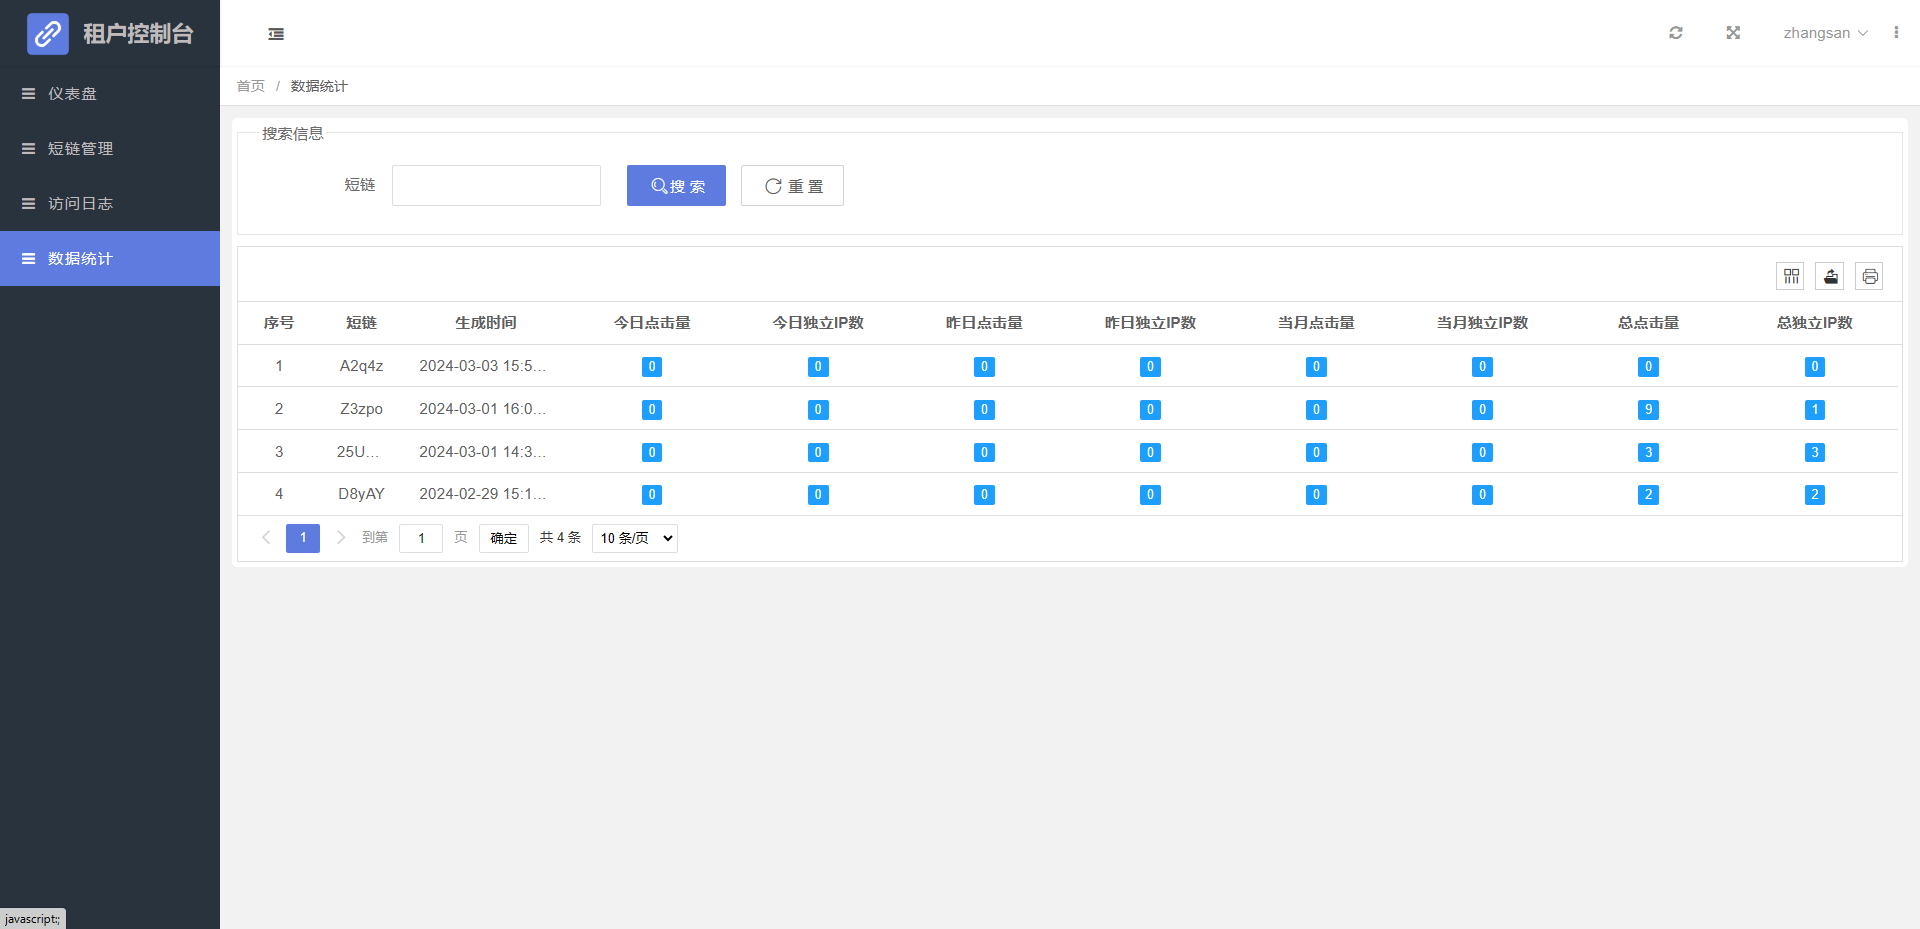 租户控制台
zhangsan
仪表盘
短链管理
访问日志
数据统计
首页 / 数据统计
搜索信息
短链 搜 索 重 置
序号 短链 生成时间 今日点击量 今日独立IP数 昨日点击量 昨日独立IP数 当月点击量 当月独立IP数 总点击量 总独立IP数
1 A2q4z 2024-03-03 15:5... 0 0 0 0 0 0 0 0
2 Z3zpo 2024-03-01 16:0... 0 0 0 0 0 0 9 1
3 25U... 2024-03-01 14:3... 0 0 0 0 0 0 3 3
4 D8yAY 2024-02-29 15:1... 0 0 0 0 0 0 2 2
1 到第 1 页 确定 共 4 条 10 条/页
javascript:;